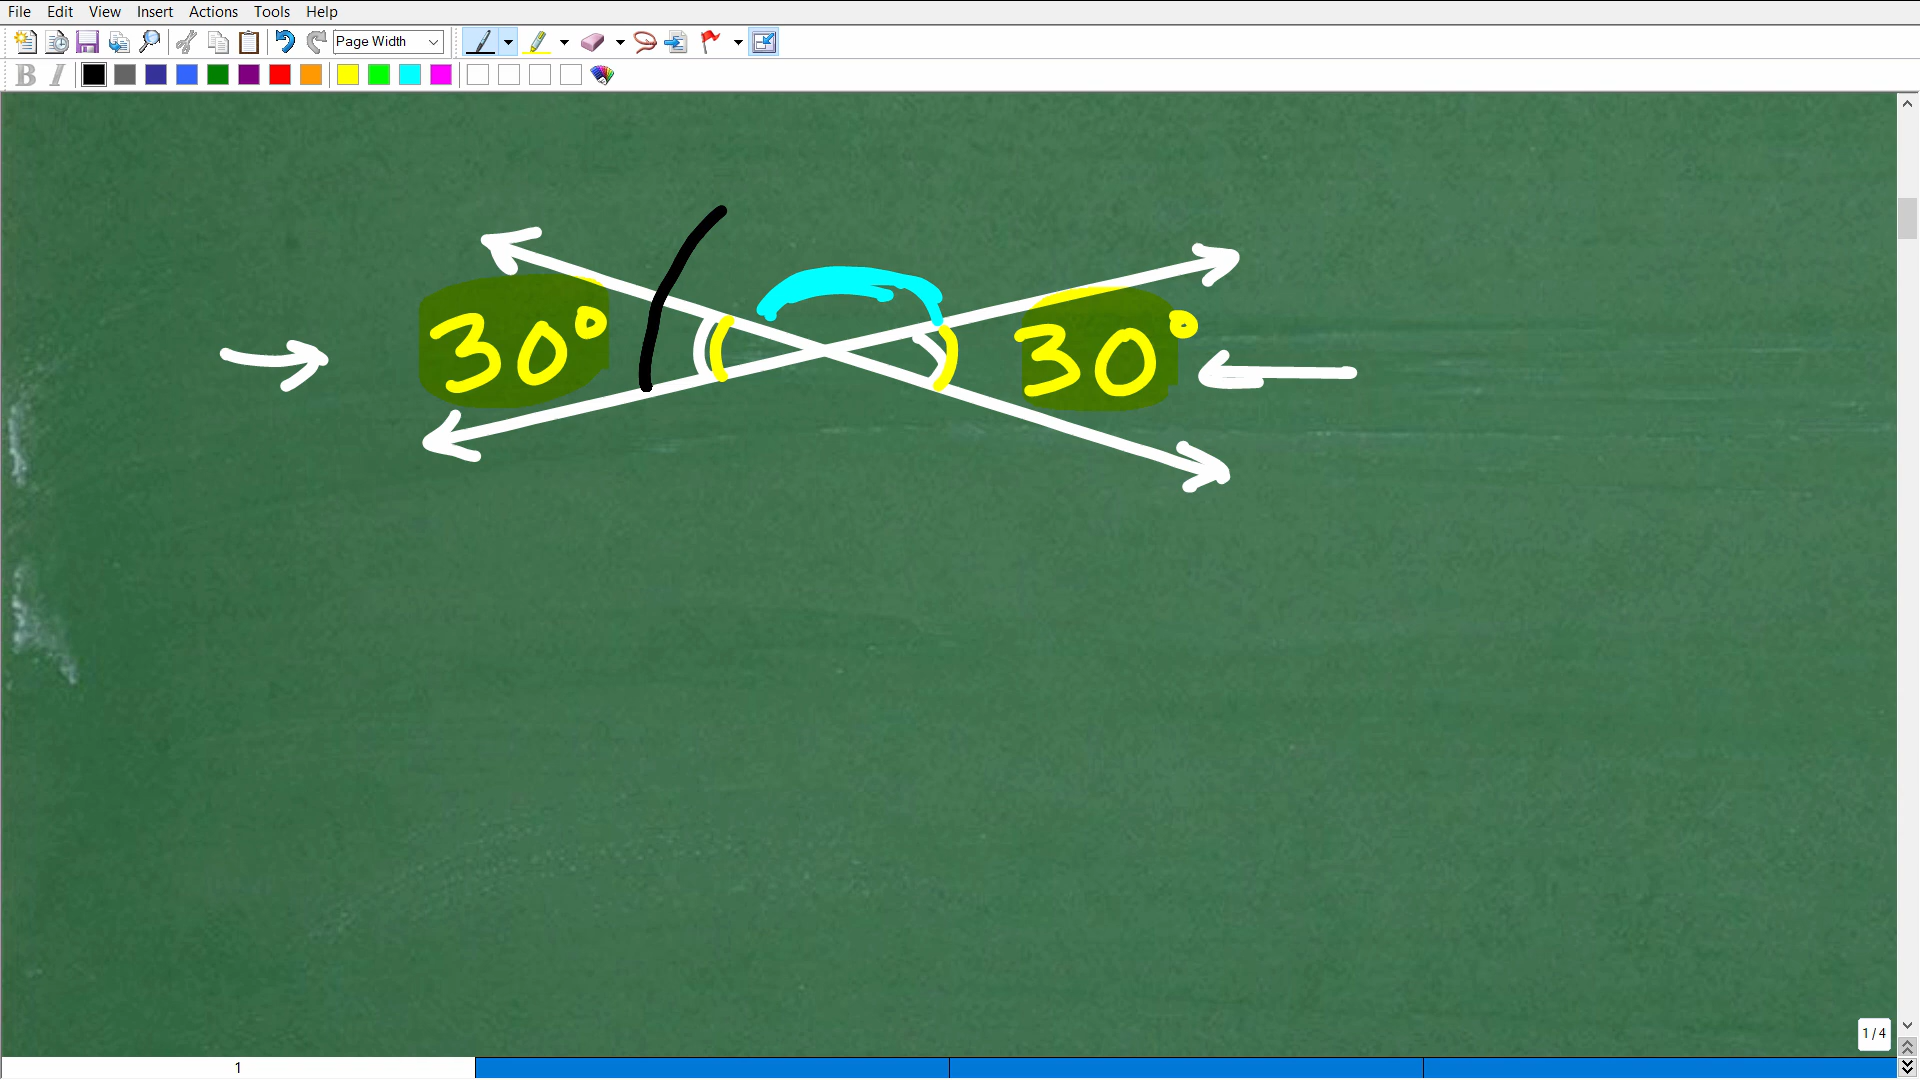 File Edit View Insert Actions Tools Help
Page Width
B I
30° 30°
1 / 4
1